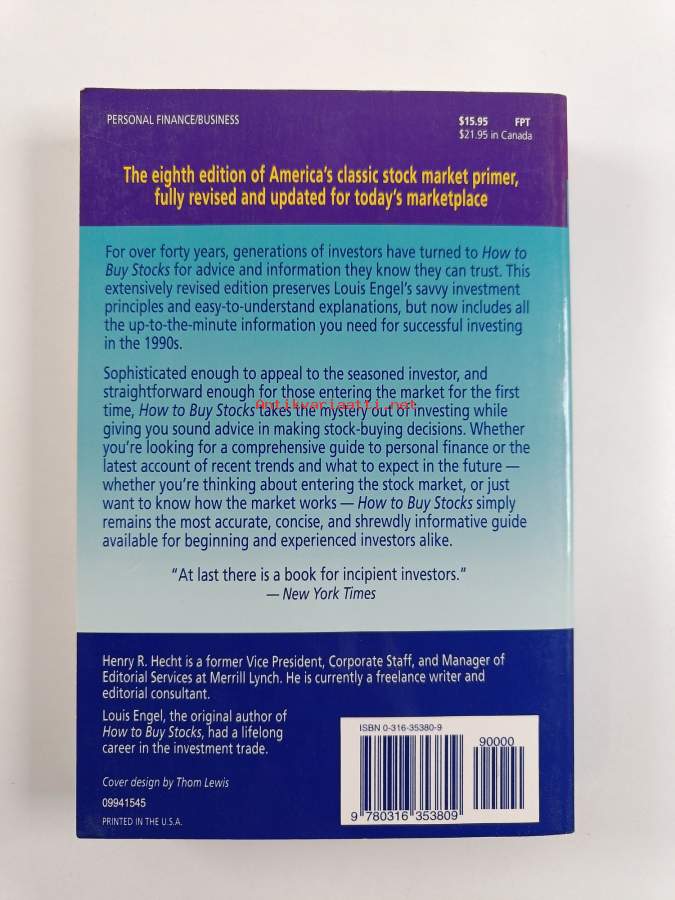 PERSONAL FINANCE/BUSINESS
$15.95 FPT
$21.95 in Canada
The eighth edition of America's classic stock market primer,
fully revised and updated for today's marketplace
For over forty years, generations of investors have turned to How to
Buy Stocks for advice and information they know they can trust. This
extensively revised edition preserves Louis Engel's savvy investment
principles and easy-to-understand explanations, but now includes all
the up-to-the-minute information you need for successful investing
in the 1990s.
Sophisticated enough to appeal to the seasoned investor, and
straightforward enough for those entering the market for the first
time, How to Buy Stocks takes the mystery out of investing while
Antikvariaatti.net
giving you sound advice in making stock-buying decisions. Whether
you're looking for a comprehensive guide to personal finance or the
latest account of recent trends and what to expect in the future —
whether you're thinking about entering the stock market, or just
want to know how the market works — How to Buy Stocks simply
remains the most accurate, concise, and shrewdly informative guide
available for beginning and experienced investors alike.
"At last there is a book for incipient investors."
— New York Times
Henry R. Hecht is a former Vice President, Corporate Staff, and Manager of
Editorial Services at Merrill Lynch. He is currently a freelance writer and
editorial consultant.
Louis Engel, the original author of
How to Buy Stocks, had a lifelong
career in the investment trade.
Cover design by Thom Lewis
09941545
PRINTED IN THE U.S.A.
ISBN 0-316-35380-9
90000
9 780316 353809